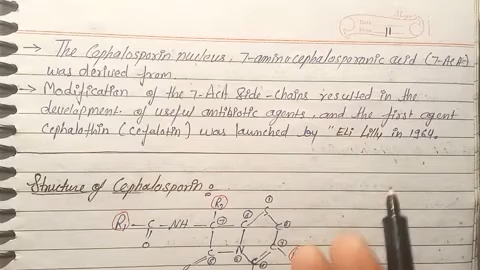 → The Cephalosporin nucleus, 7-aminocephalosporanic acid (7-ACA)
was derived from
→ Modification of the 7-ACA side-chains resulted in the
development of useful antibiotic agents, and the first agent
Cephalothin (cefalotin) was launched by "Eli Lilly in 1964.
Structure of Cephalosporin :
R₁ - C - NH
R₂
O
N